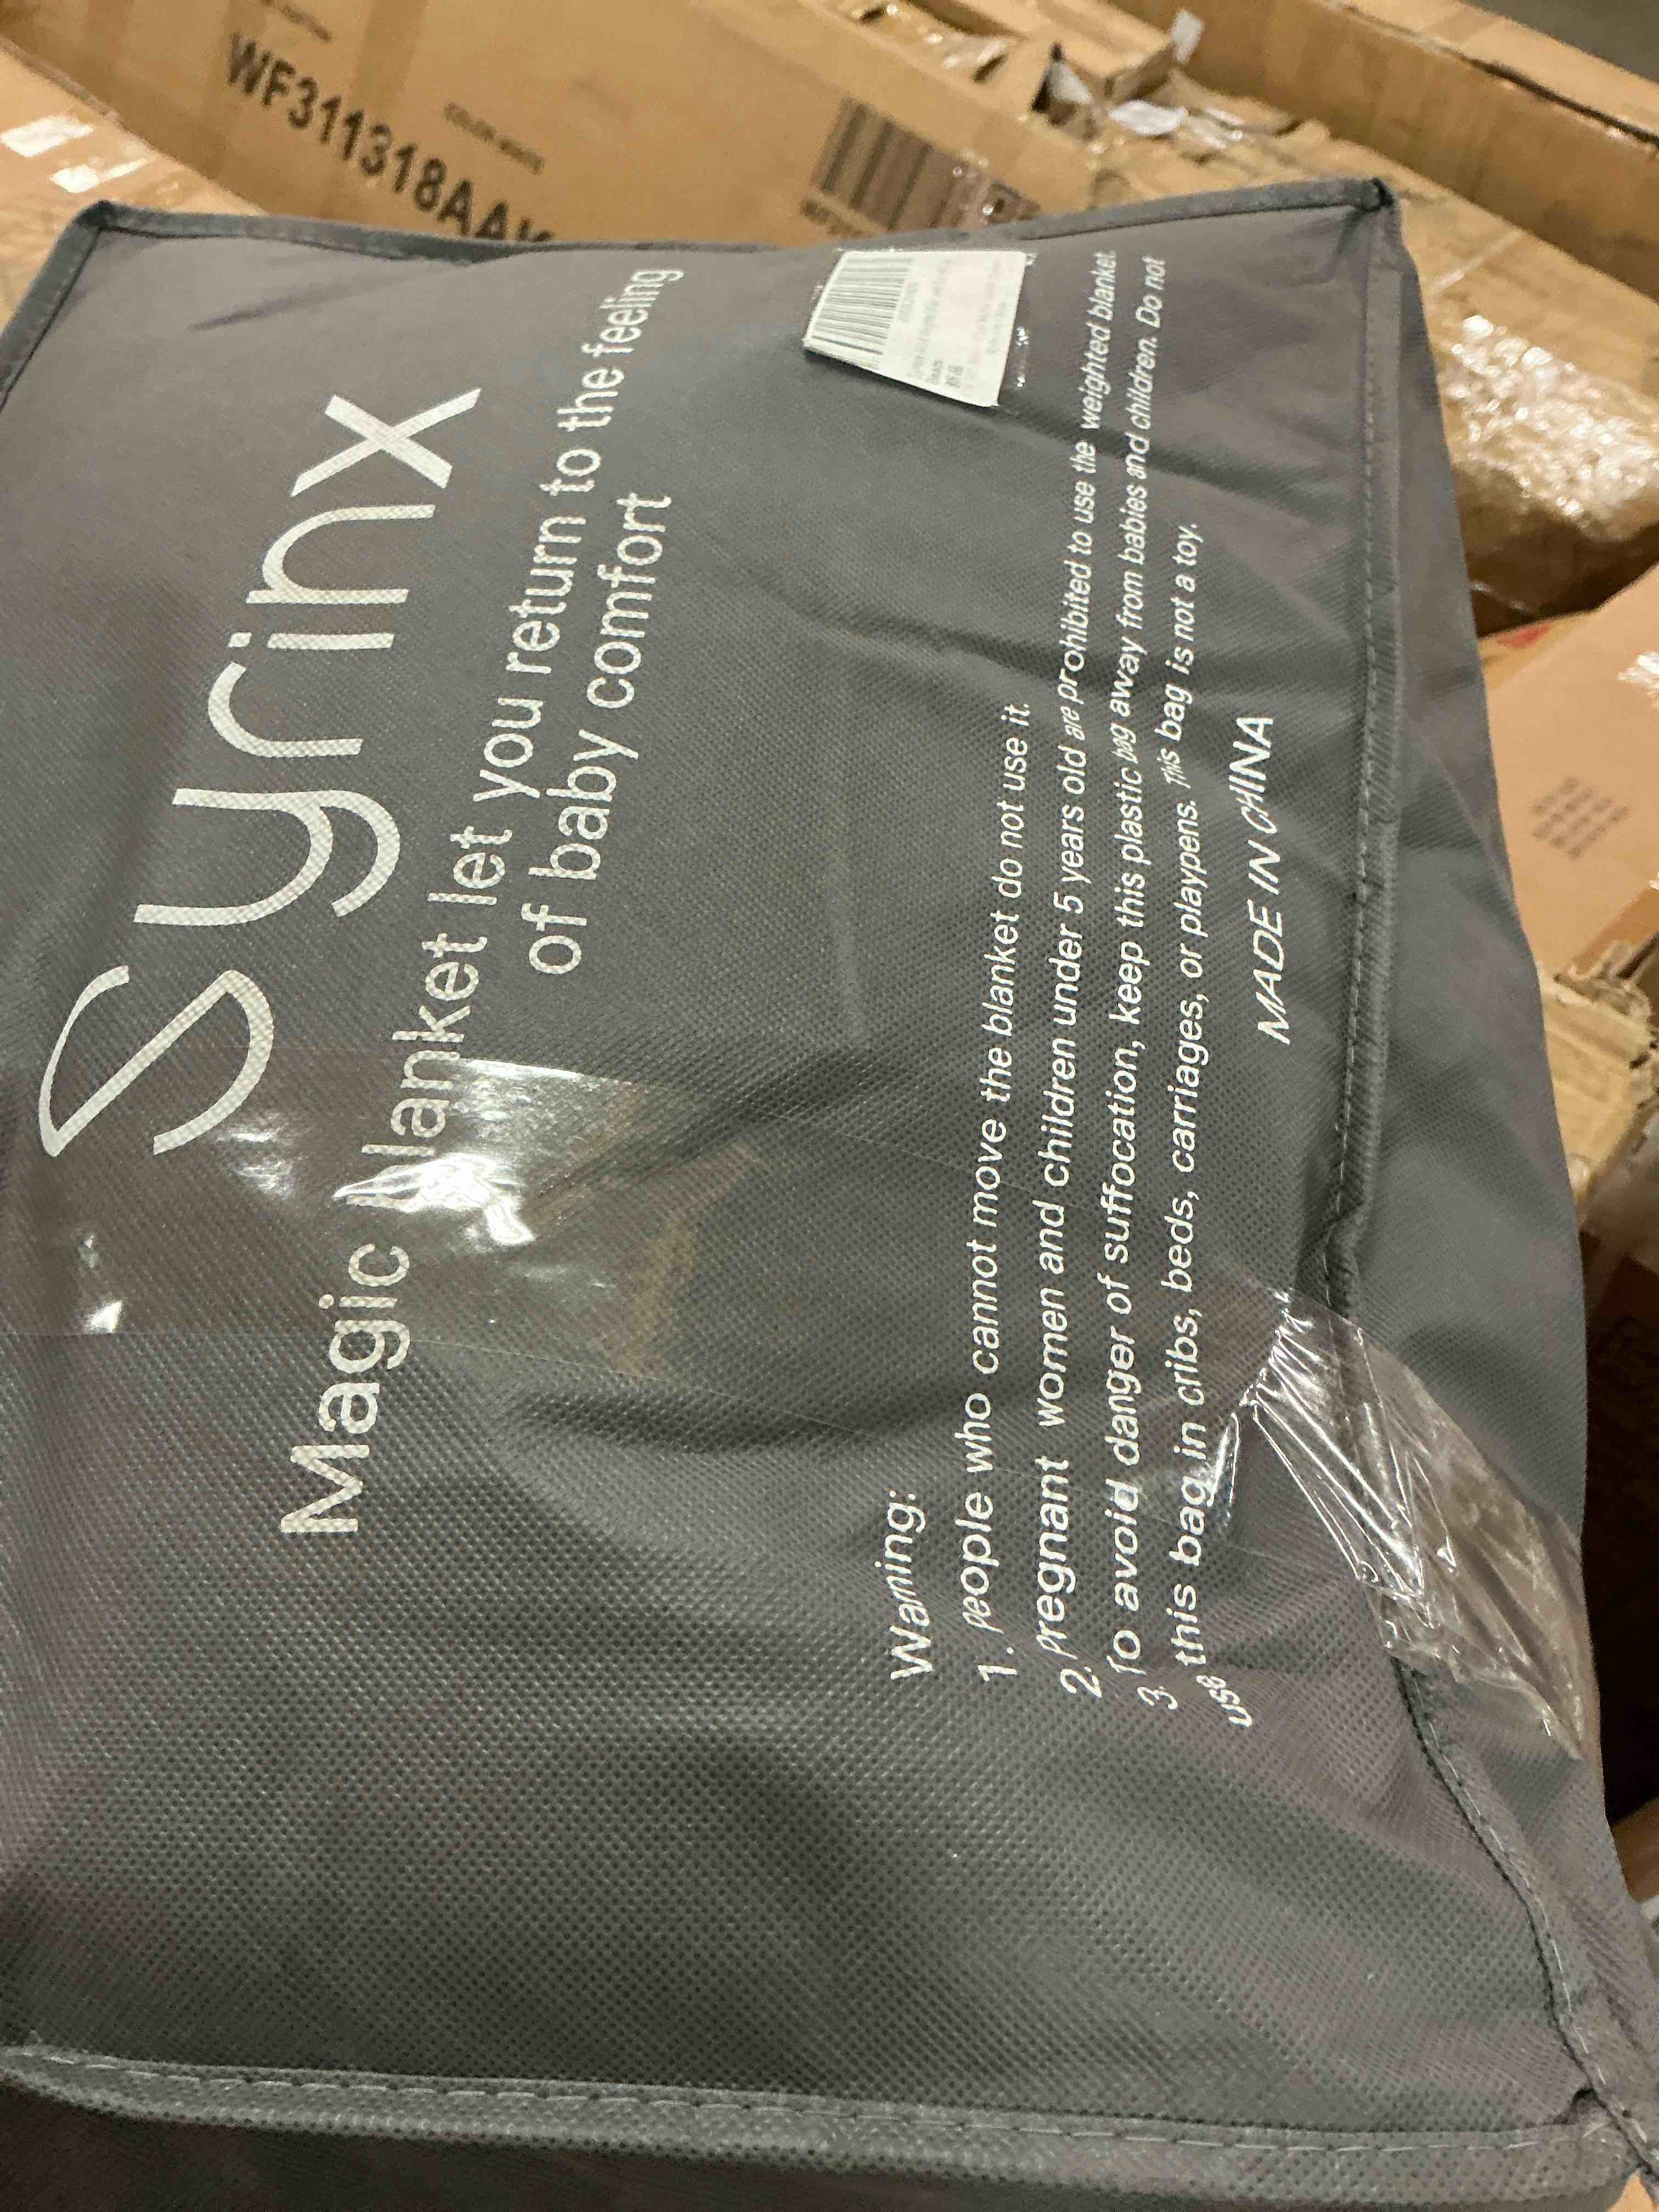 WF311318AA
COLOR:WHITE
syrinx
Magic blanket let you return to the feeling
of baby comfort
Warning:
1. people who cannot move the blanket do not use it.
2. Pregnant women and children under 5 years old are prohibited to use the weighted blanket.
3. To avoid danger of suffocation, keep this plastic bag away from babies and children. Do not
use this bag in cribs, beds, carriages, or playpens. This bag is not a toy.
MADE IN CHINA